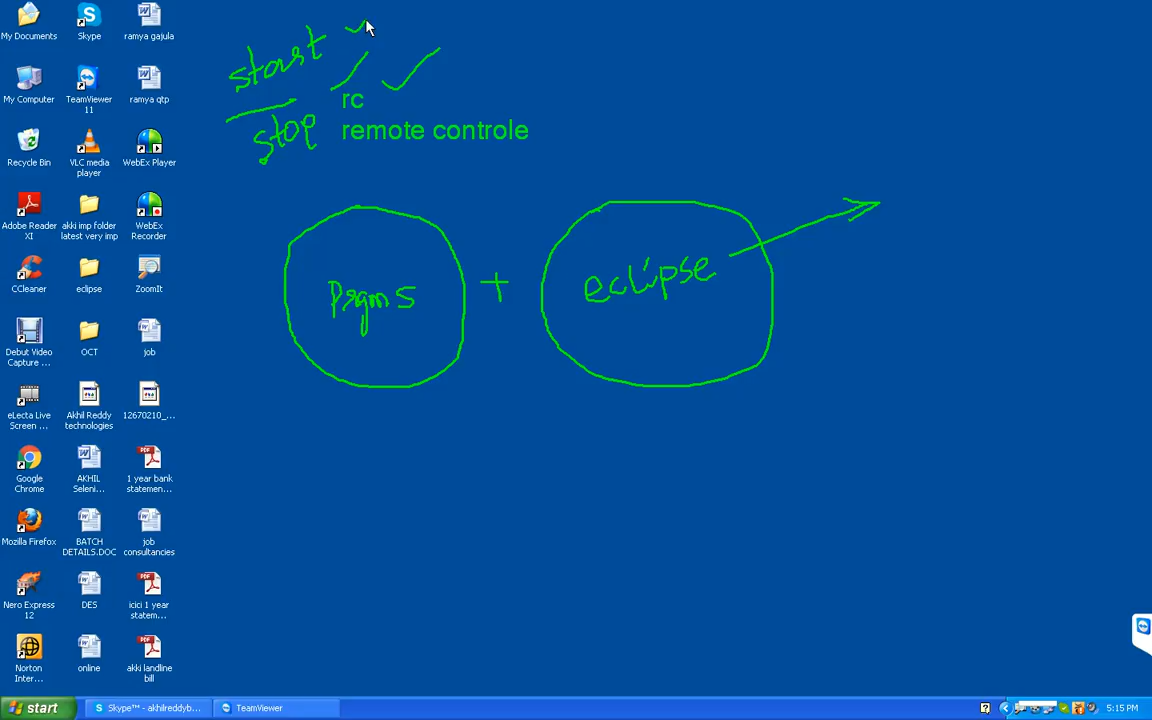 My Documents
Skype
ramya gajula
My Computer
TeamViewer
11
ramya qtp
Recycle Bin
VLC media
player
WebEx Player
Adobe Reader
XI
akki imp folder
latest very imp
WebEx
Recorder
CCleaner
eclipse
ZoomIt
Debut Video
Capture ...
OCT
job
eLecta Live
Screen ...
Akhil Reddy
technologies
12670210_...
Google
Chrome
AKHIL
Seleni...
1 year bank
statemen...
Mozilla Firefox
BATCH
DETAILS.DOC
job
consultancies
Nero Express
12
DES
icici 1 year
statem...
Norton
Inter...
online
akki landline
bill
start
stop
rc
remote controle
Prgms
+
eclipse
start
Skype™ - akhilreddyb...
TeamViewer
5:15 PM